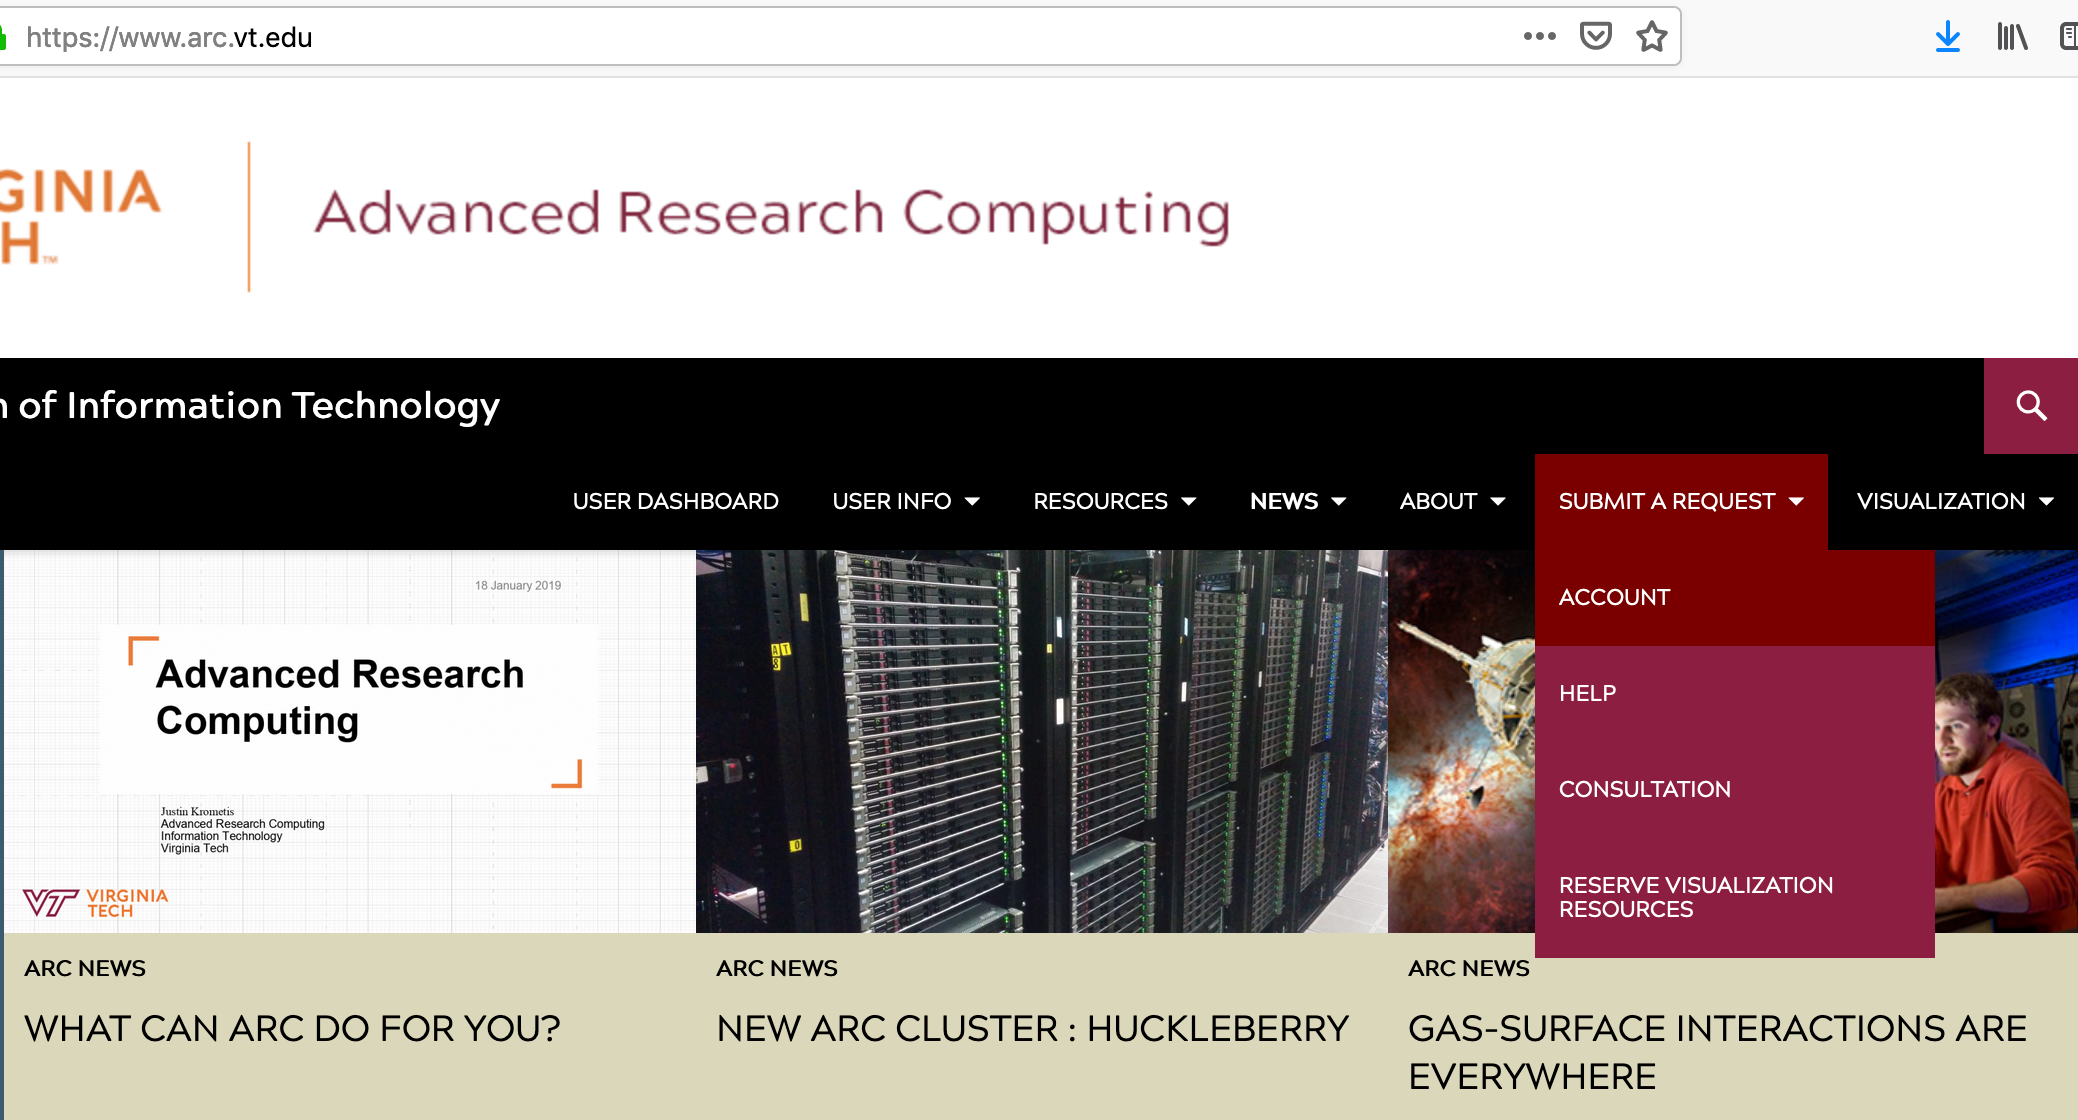 https://www.arc.vt.edu
GINIA
H™
Advanced Research Computing
of Information Technology
USER DASHBOARD
USER INFO
RESOURCES
NEWS
ABOUT
SUBMIT A REQUEST
VISUALIZATION
ACCOUNT
HELP
CONSULTATION
RESERVE VISUALIZATION
RESOURCES
18 January 2019
Advanced Research
Computing
Justin Krometis
Advanced Research Computing
Information Technology
Virginia Tech
VT VIRGINIA
TECH
ARC NEWS
WHAT CAN ARC DO FOR YOU?
ARC NEWS
NEW ARC CLUSTER : HUCKLEBERRY
ARC NEWS
GAS-SURFACE INTERACTIONS ARE
EVERYWHERE